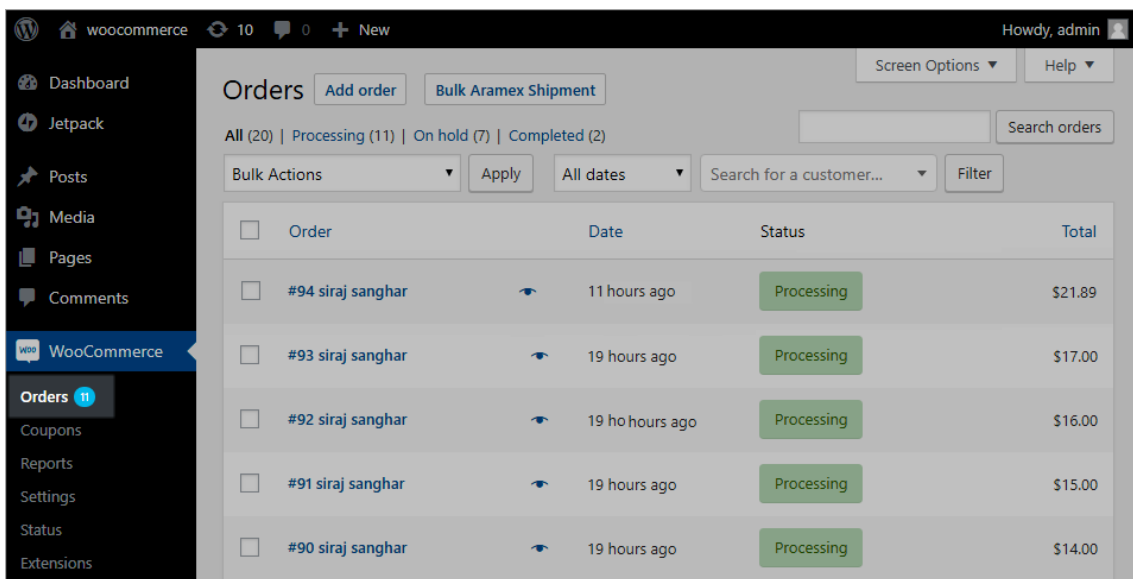 woocommerce 10 0 + New Howdy, admin
Screen Options ▼ Help ▼
Dashboard
Jetpack
Posts
Media
Pages
Comments
WOO WooCommerce
Orders 11
Coupons
Reports
Settings
Status
Extensions
Orders Add order Bulk Aramex Shipment
All (20) | Processing (11) | On hold (7) | Completed (2)
Search orders
Bulk Actions ▼ Apply All dates ▼ Search for a customer... ▼ Filter
Order Date Status Total
#94 siraj sanghar 11 hours ago Processing $21.89
#93 siraj sanghar 19 hours ago Processing $17.00
#92 siraj sanghar 19 ho hours ago Processing $16.00
#91 siraj sanghar 19 hours ago Processing $15.00
#90 siraj sanghar 19 hours ago Processing $14.00